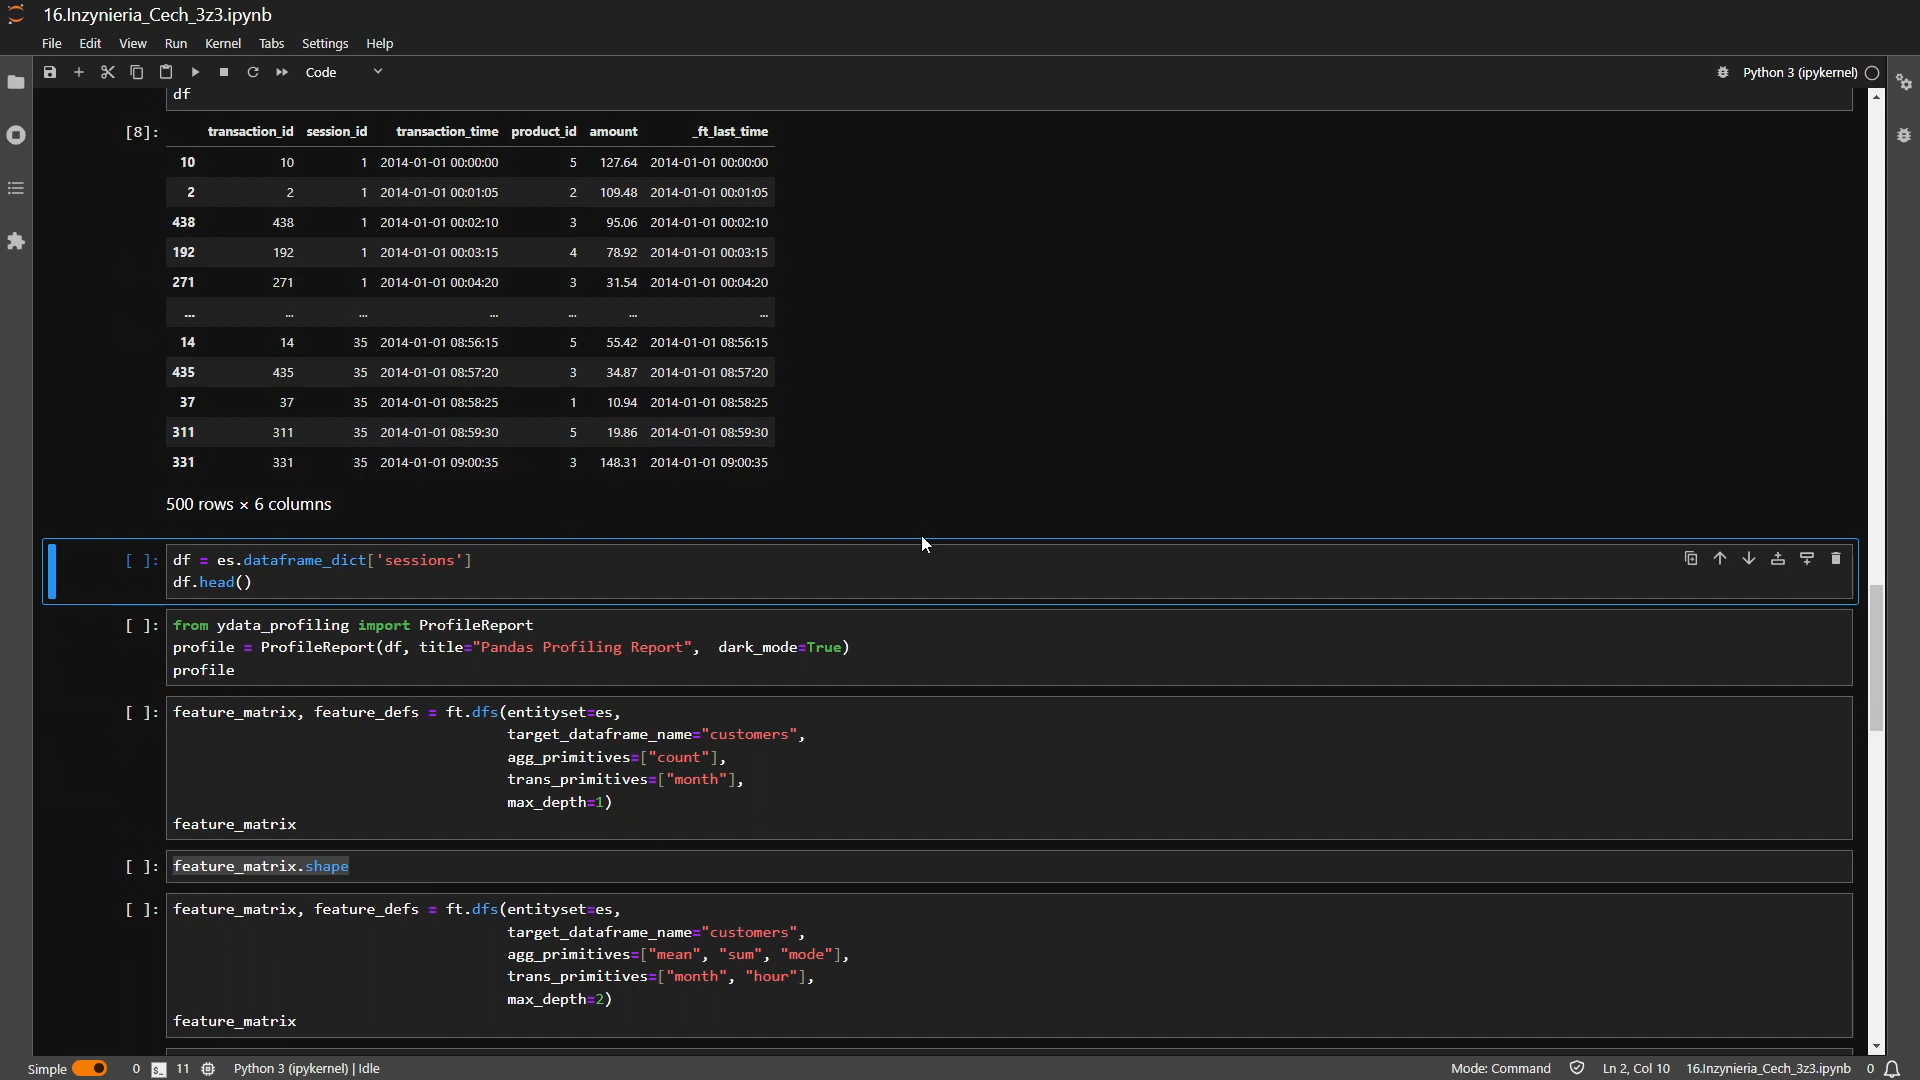 16.Inzynieria_Cech_3z3.ipynb
File Edit View Run Kernel Tabs Settings Help
Code
Python 3 (ipykernel)
df
[8]: transaction_id session_id transaction_time product_id amount _ft_last_time
10 10 1 2014-01-01 00:00:00 5 127.64 2014-01-01 00:00:00
2 2 1 2014-01-01 00:01:05 2 109.48 2014-01-01 00:01:05
438 438 1 2014-01-01 00:02:10 3 95.06 2014-01-01 00:02:10
192 192 1 2014-01-01 00:03:15 4 78.92 2014-01-01 00:03:15
271 271 1 2014-01-01 00:04:20 3 31.54 2014-01-01 00:04:20
... ... ... ... ... ... ...
14 14 35 2014-01-01 08:56:15 5 55.42 2014-01-01 08:56:15
435 435 35 2014-01-01 08:57:20 3 34.87 2014-01-01 08:57:20
37 37 35 2014-01-01 08:58:25 1 10.94 2014-01-01 08:58:25
311 311 35 2014-01-01 08:59:30 5 19.86 2014-01-01 08:59:30
331 331 35 2014-01-01 09:00:35 3 148.31 2014-01-01 09:00:35
500 rows × 6 columns
[ ]: df = es.dataframe_dict['sessions']
df.head()
[ ]: from ydata_profiling import ProfileReport
profile = ProfileReport(df, title="Pandas Profiling Report", dark_mode=True)
profile
[ ]: feature_matrix, feature_defs = ft.dfs(entityset=es,
target_dataframe_name="customers",
agg_primitives=["count"],
trans_primitives=["month"],
max_depth=1)
feature_matrix
[ ]: feature_matrix.shape
[ ]: feature_matrix, feature_defs = ft.dfs(entityset=es,
target_dataframe_name="customers",
agg_primitives=["mean", "sum", "mode"],
trans_primitives=["month", "hour"],
max_depth=2)
feature_matrix
Simple 0 11 Python 3 (ipykernel) | Idle Mode: Command Ln 2, Col 10 16.Inzynieria_Cech_3z3.ipynb 0